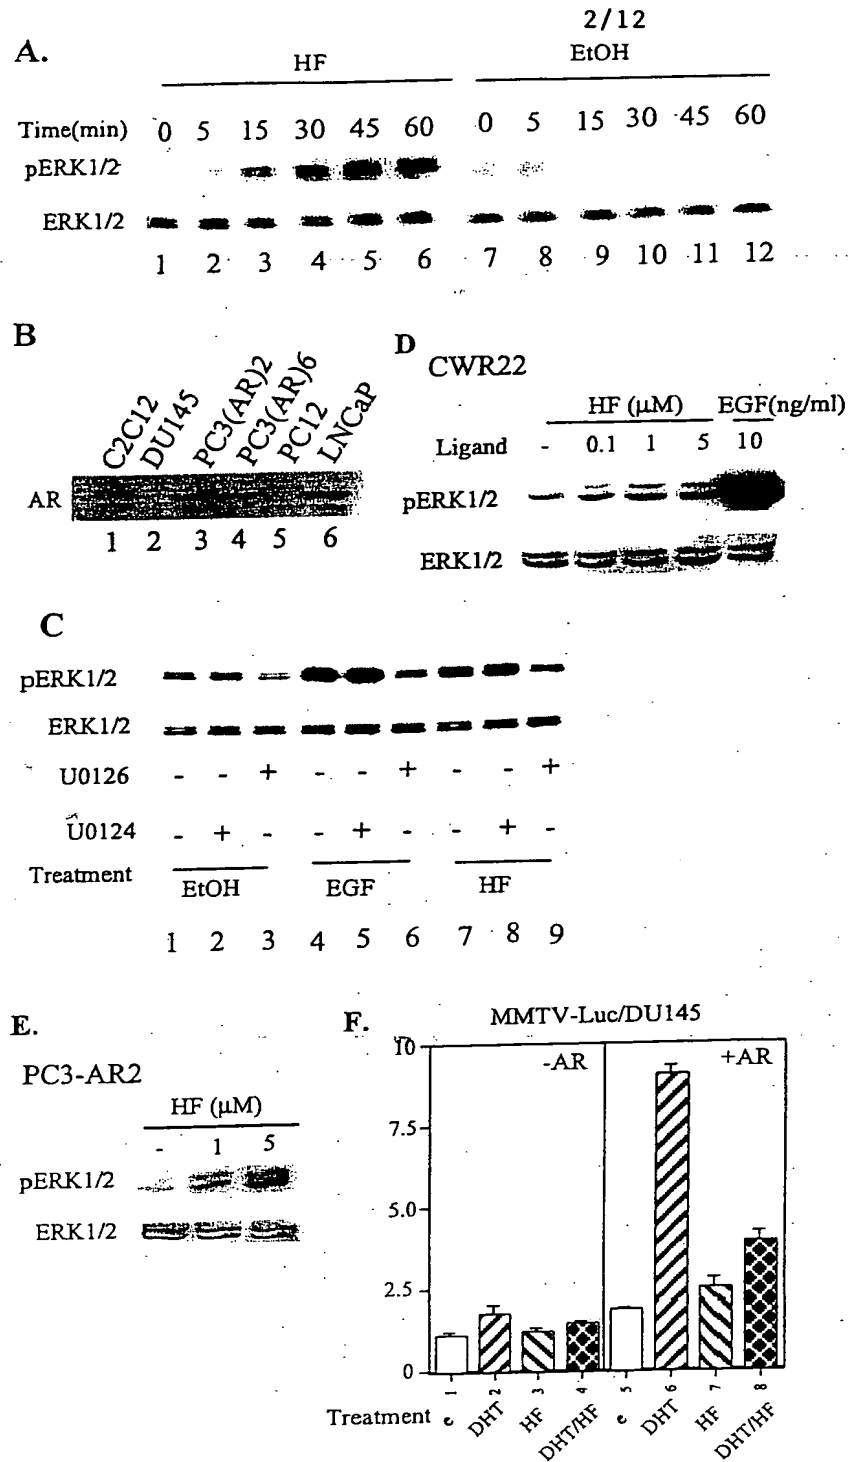 2/12
A.
HF
EtOH
Time(min) 0 5 15 30 45 60 0 5 15 30 45 60
pERK1/2
ERK1/2
1 2 3 4 5 6 7 8 9 10 11 12
B
C2C12 DU145 PC3(AR)2 PC3(AR)6 PC12 LNCaP
AR
1 2 3 4 5 6
D
CWR22
HF (μM) EGF(ng/ml)
Ligand - 0.1 1 5 10
pERK1/2
ERK1/2
C
pERK1/2
ERK1/2
U0126 - - + - - + - - +
U0124 - + - - + - - + -
Treatment EtOH EGF HF
1 2 3 4 5 6 7 8 9
E.
PC3-AR2
HF (μM)
- 1 5
pERK1/2
ERK1/2
F.
MMTV-Luc/DU145
10
-AR +AR
7.5
5.0
2.5
0
1 2 3 4 5 6 7 8
Treatment e DHT HF DHT/HF e DHT HF DHT/HF